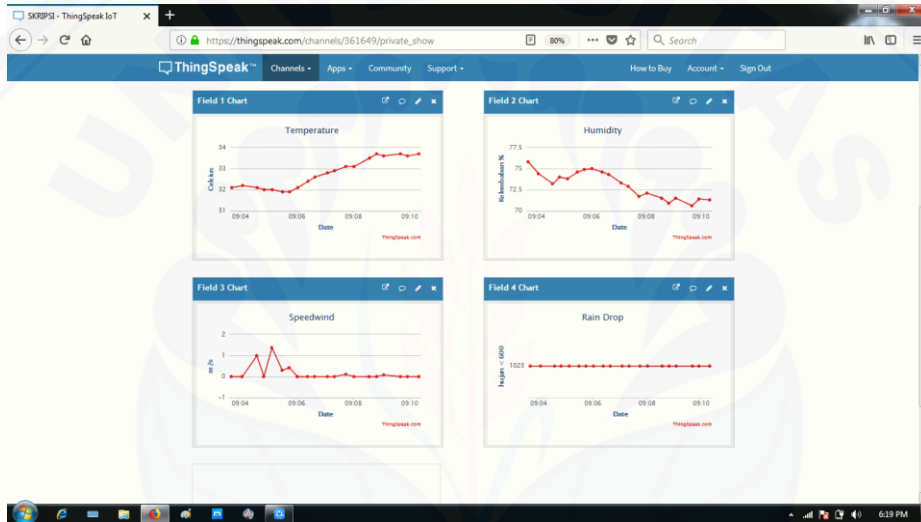 SKRIPSI - ThingSpeak IoT
https://thingspeak.com/channels/361649/private_show
80%
Search
ThingSpeak™ Channels Apps Community Support How to Buy Account Sign Out
Field 1 Chart
Temperature
34
33
32
31
Celcius
09:04 09:06 09:08 09:10
Date
ThingSpeak.com
Field 2 Chart
Humidity
77.5
75
72.5
70
Kelembaban %
09:04 09:06 09:08 09:10
Date
ThingSpeak.com
Field 3 Chart
Speedwind
2
1
0
-1
m/s
09:04 09:06 09:08 09:10
Date
ThingSpeak.com
Field 4 Chart
Rain Drop
1023
hujan < 600
09:04 09:06 09:08 09:10
Date
ThingSpeak.com
6:19 PM